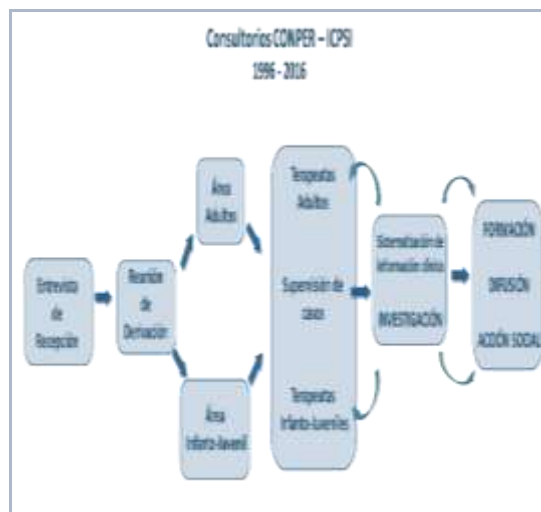 Consultorios CONPER – ICPSI
1996 - 2016
Entrevista
de
Recepción
Reunión
de
Derivación
Área
Adultos
Área
Infanto-Juvenil
Terapeutas
Adultos
Supervisión de
casos
Terapeutas
Infanto-Juveniles
Sistematización de
información clínica
INVESTIGACIÓN
FORMACIÓN
DIFUSIÓN
ACCIÓN SOCIAL